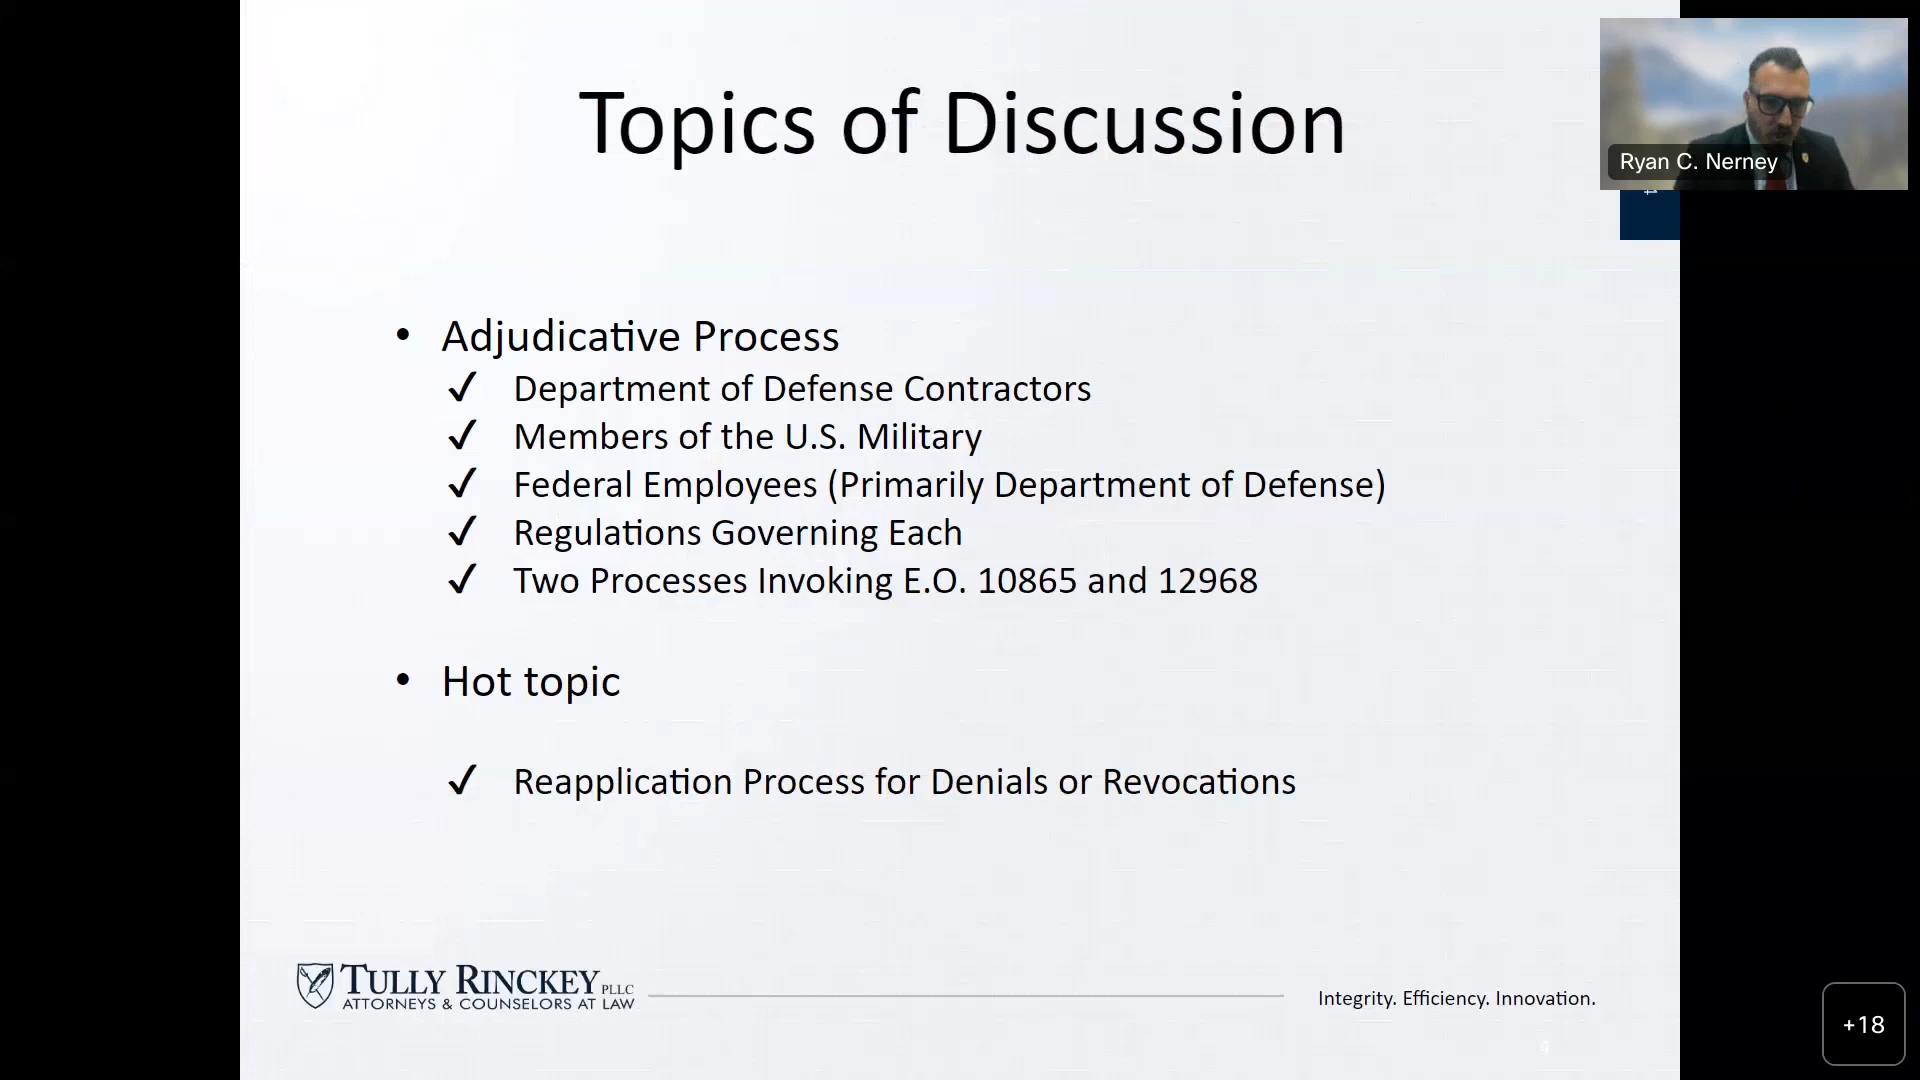 Topics of Discussion
Ryan C. Nerney
4
• Adjudicative Process
✓ Department of Defense Contractors
✓ Members of the U.S. Military
✓ Federal Employees (Primarily Department of Defense)
✓ Regulations Governing Each
✓ Two Processes Invoking E.O. 10865 and 12968
• Hot topic
✓ Reapplication Process for Denials or Revocations
TULLY RINCKEY PLLC
ATTORNEYS & COUNSELORS AT LAW
Integrity. Efficiency. Innovation.
+18
4